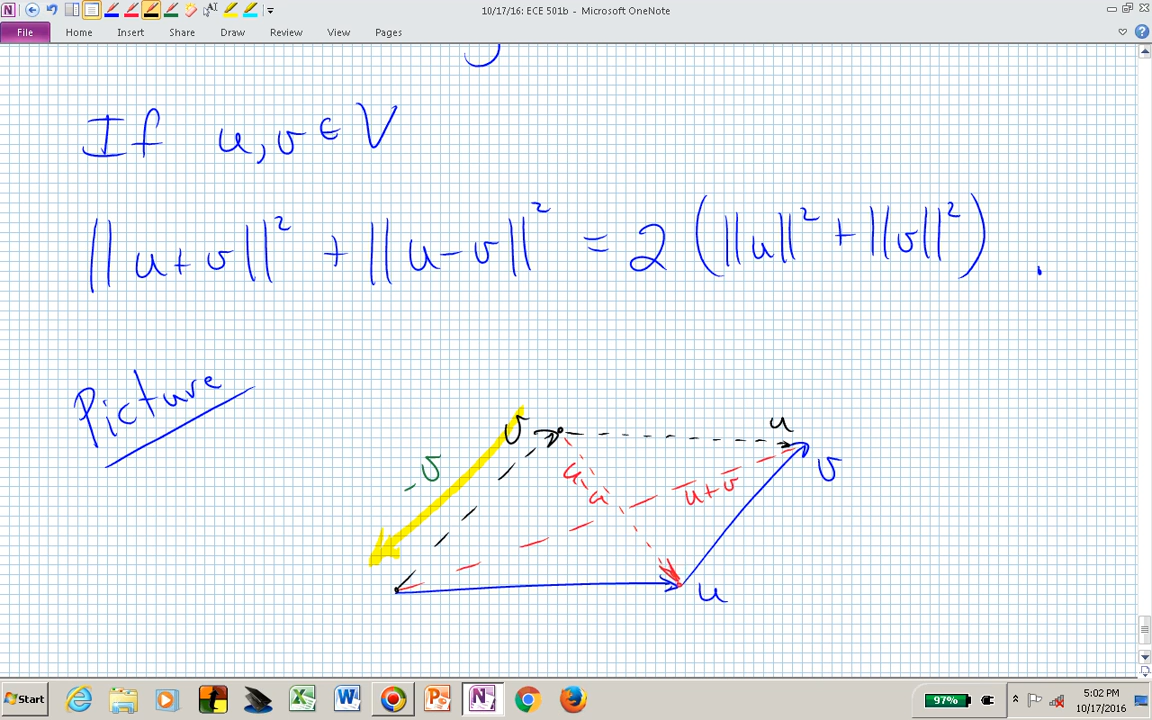 10/17/16: ECE 501b - Microsoft OneNote
File Home Insert Share Draw Review View Pages
If u, v ∈ V
||u+v||² + ||u-v||² = 2 (||u||² + ||v||²) .
Picture
v u
-v u-v u+v v
u
Start 97% 5:02 PM
10/17/2016